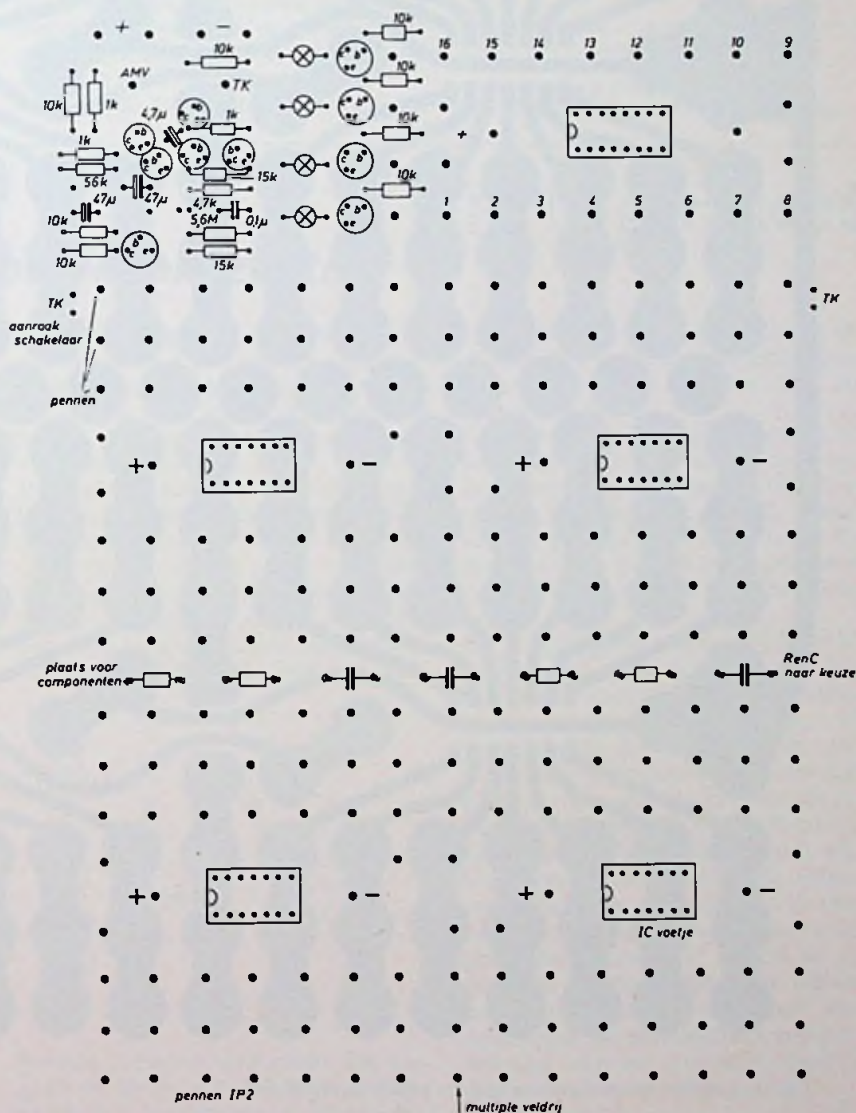 + -
10k
10k
16 15 14 13 12 11 10 9
AMV
TK
10k
10k 1k
4,7µ
1k
c b e
+
10k
1k
56k
15k
10k
47µ 47µ
4,7k
5,6M
0,1µ
1 2 3 4 5 6 7 8
10k
10k
15k
TK
TK
aanraak
schakelaar
pennen
+ -
+ -
plaats voor
componenten
RenC
naar keuze
+ -
+ -
IC voetje
pennen IP2
multiple veldrij